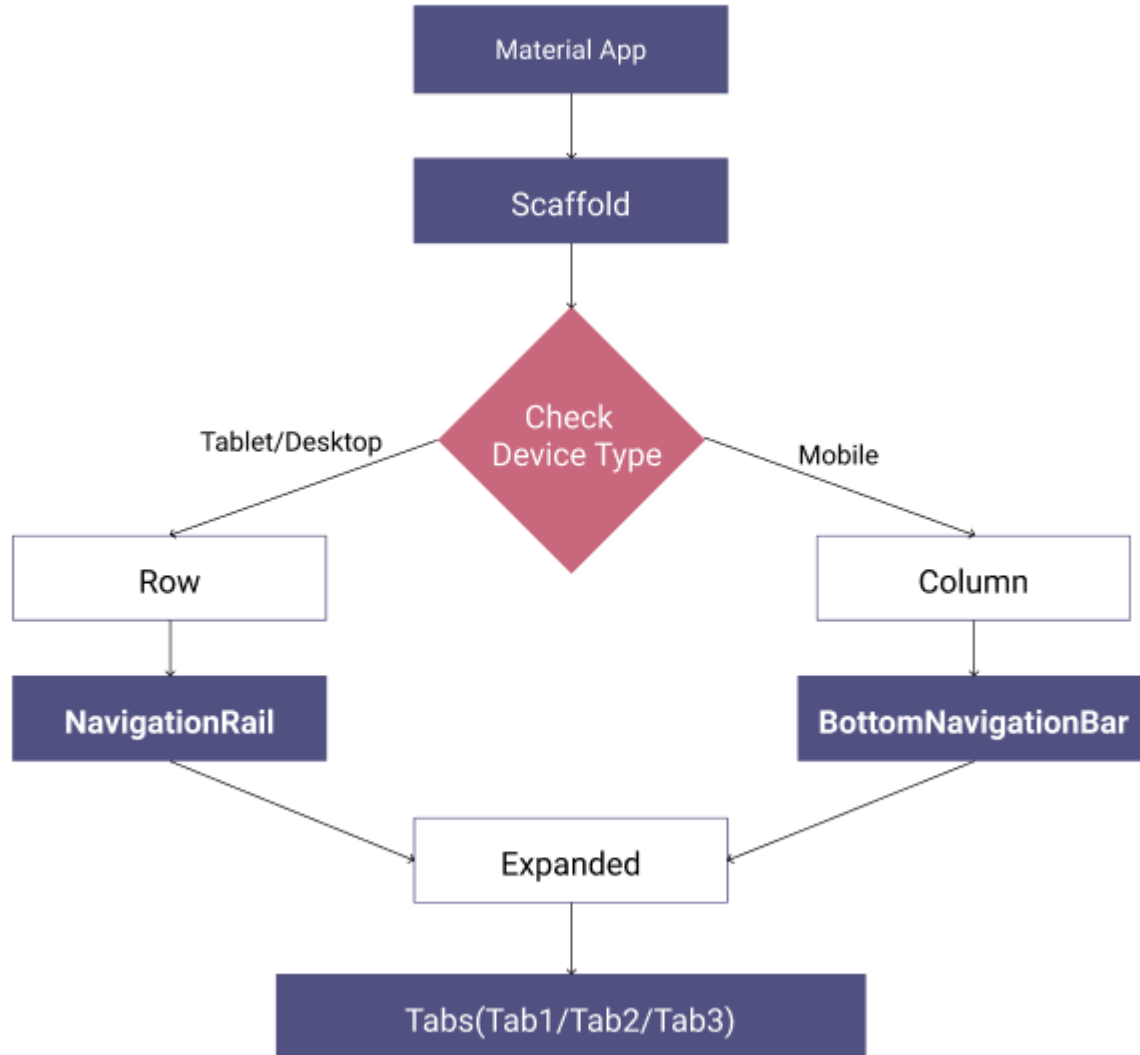 Material App
Scaffold
Check
Device Type
Tablet/Desktop
Mobile
Row
Column
NavigationRail
BottomNavigationBar
Expanded
Tabs(Tab1/Tab2/Tab3)